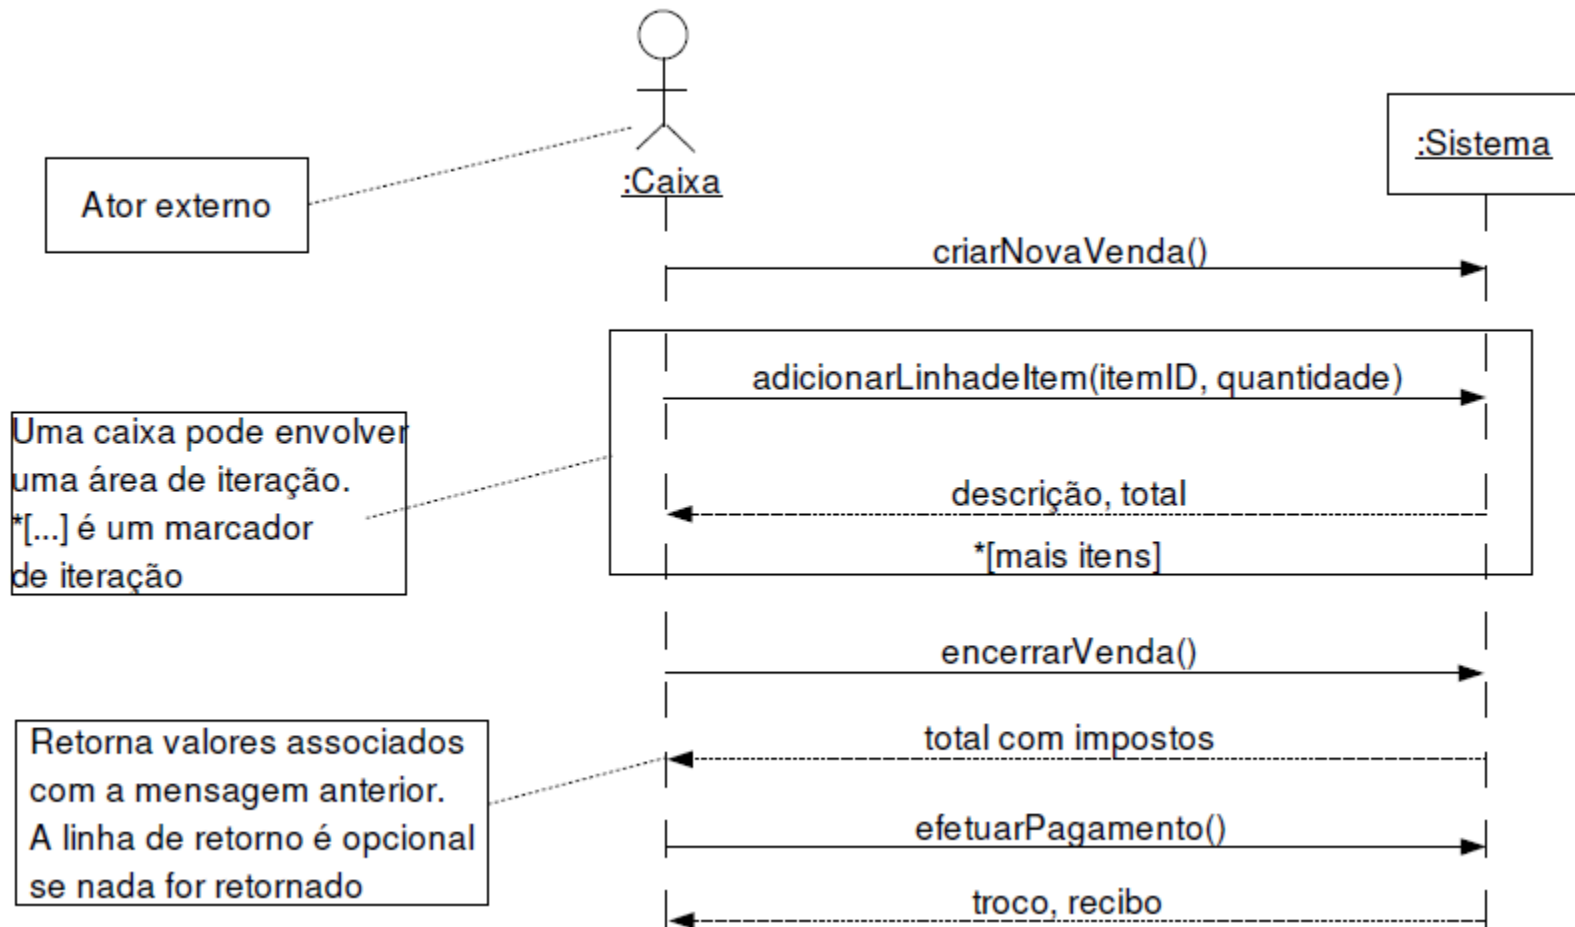 :Sistema
:Caixa
Ator externo
criarNovaVenda()
adicionarLinhadeItem(itemID, quantidade)
Uma caixa pode envolver
uma área de iteração.
*[...] é um marcador
de iteração
descrição, total
*[mais itens]
encerrarVenda()
Retorna valores associados
com a mensagem anterior.
A linha de retorno é opcional
se nada for retornado
total com impostos
efetuarPagamento()
troco, recibo